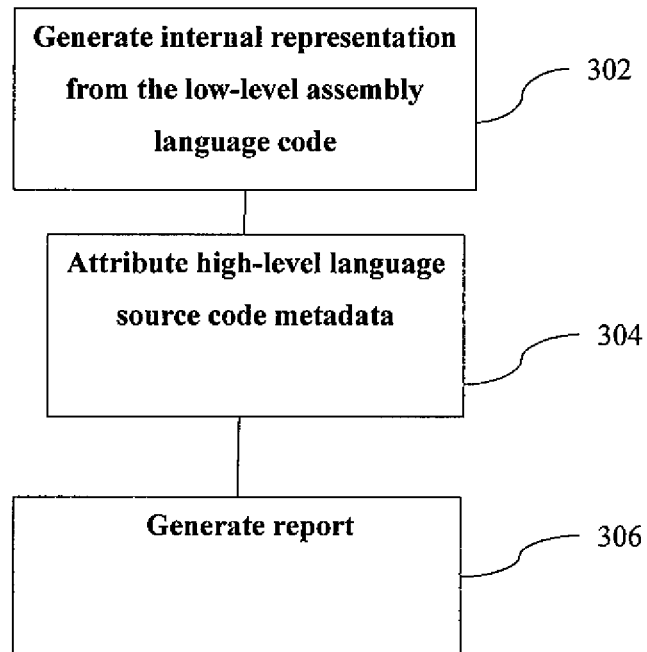 Generate internal representation
from the low-level assembly
language code
302
Attribute high-level language
source code metadata
304
Generate report
306